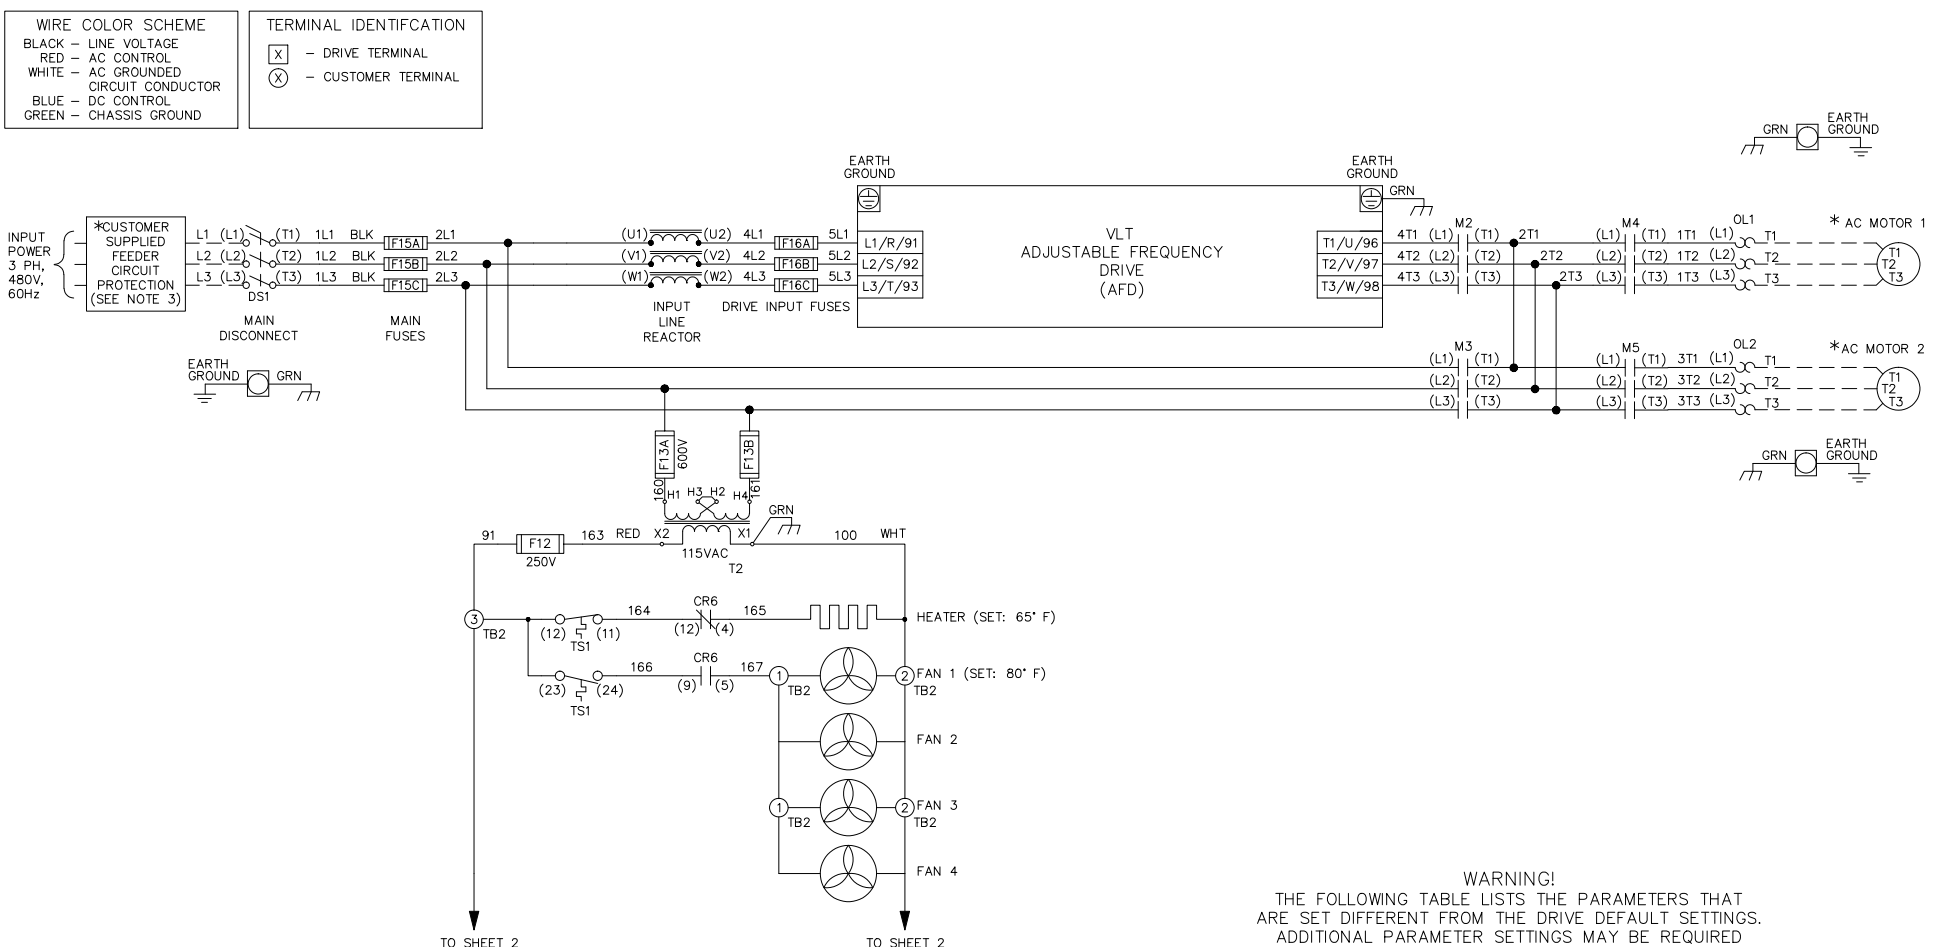 WIRE COLOR SCHEME
BLACK – LINE VOLTAGE
RED – AC CONTROL
WHITE – AC GROUNDED
CIRCUIT CONDUCTOR
BLUE – DC CONTROL
GREEN – CHASSIS GROUND
TERMINAL IDENTIFCATION
X – DRIVE TERMINAL
X – CUSTOMER TERMINAL
GRN
EARTH
GROUND
EARTH
GROUND
EARTH
GROUND
GRN
INPUT
POWER
3 PH,
480V,
60Hz
*CUSTOMER
SUPPLIED
FEEDER
CIRCUIT
PROTECTION
(SEE NOTE 3)
L1 (L1) (T1) 1L1 BLK F15A 2L1 (U1) (U2) 4L1 F16A 5L1 L1/R/91
L2 (L2) (T2) 1L2 BLK F15B 2L2 (V1) (V2) 4L2 F16B 5L2 L2/S/92
L3 (L3) (T3) 1L3 BLK F15C 2L3 (W1) (W2) 4L3 F16C 5L3 L3/T/93
DS1
MAIN
DISCONNECT
MAIN
FUSES
INPUT
LINE
REACTOR
DRIVE INPUT FUSES
VLT
ADJUSTABLE FREQUENCY
DRIVE
(AFD)
M2 M4 OL1 * AC MOTOR 1
T1/U/96 4T1 (L1) (T1) 2T1 (L1) (T1) 1T1 (L1) T1 T1
T2/V/97 4T2 (L2) (T2) 2T2 (L2) (T2) 1T2 (L2) T2 T2
T3/W/98 4T3 (L3) (T3) 2T3 (L3) (T3) 1T3 (L3) T3 T3
EARTH
GROUND
GRN
M3 M5 OL2 *AC MOTOR 2
(L1) (T1) (L1) (T1) 3T1 (L1) T1 T1
(L2) (T2) (L2) (T2) 3T2 (L2) T2 T2
(L3) (T3) (L3) (T3) 3T3 (L3) T3 T3
GRN
EARTH
GROUND
F13A
600V
F13B
160
H1 H3 H2 H4
161
GRN
91 F12 163 RED X2 X1 100 WHT
250V
115VAC
T2
3
TB2
(12) (11)
TS1
164
CR6
(12) (4)
165
HEATER (SET: 65° F)
(23) (24)
TS1
166
CR6
(9) (5)
167
1
TB2
2
TB2
FAN 1 (SET: 80° F)
FAN 2
1
TB2
2
TB2
FAN 3
FAN 4
TO SHEET 2
TO SHEET 2
WARNING!
THE FOLLOWING TABLE LISTS THE PARAMETERS THAT
ARE SET DIFFERENT FROM THE DRIVE DEFAULT SETTINGS.
ADDITIONAL PARAMETER SETTINGS MAY BE REQUIRED